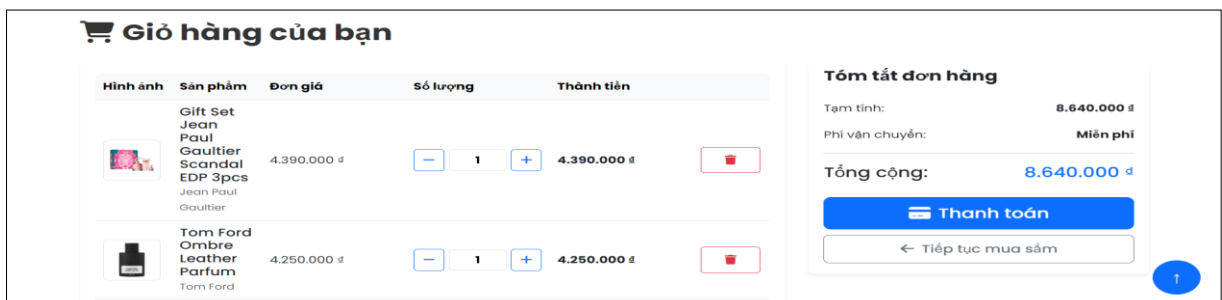 Giỏ hàng của bạn
Hình ảnh Sản phẩm Đơn giá Số lượng Thành tiền
Gift Set
Jean
Paul
Gaultier
Scandal
EDP 3pcs
Jean Paul
Gaultier
4.390.000 đ
1
4.390.000 đ
Tom Ford
Ombre
Leather
Parfum
Tom Ford
4.250.000 đ
1
4.250.000 đ
Tóm tắt đơn hàng
Tạm tính: 8.640.000 đ
Phí vận chuyển: Miễn phí
Tổng cộng: 8.640.000 đ
Thanh toán
← Tiếp tục mua sắm
↑